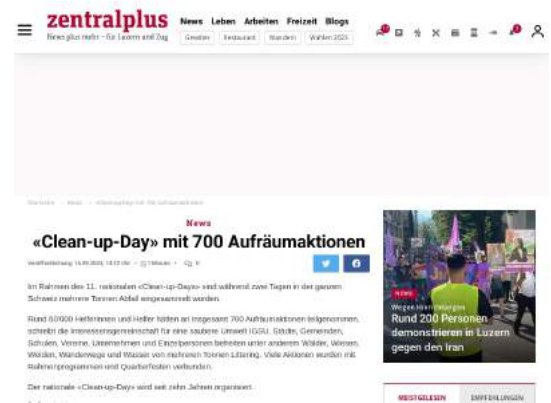 zentralplus
News plus mehr – für Luzern und Zug
News Leben Arbeiten Freizeit Blogs
Gewitter Restaurant Wandern Wahlen 2023
News
«Clean-up-Day» mit 700 Aufräumaktionen
Im Rahmen des 11. nationalen «Clean-up-Days» sind während zwei Tagen in der ganzen
Schweiz mehrere Tonnen Abfall eingesammelt worden.
Rund 60'000 Helferinnen und Helfer hätten an insgesamt 700 Aufräumaktionen teilgenommen,
schreibt die Interessengemeinschaft für eine saubere Umwelt IGSU. Städte, Gemeinden,
Schulen, Vereine, Unternehmen und Einzelpersonen befreiten unter anderem Wälder, Wiesen,
Weiden, Wanderwege und Wasser von mehreren Tonnen Littering. Viele Aktionen wurden mit
Rahmenprogrammen und Quartierfesten verbunden.
Der nationale «Clean-up-Day» wird seit zehn Jahren organisiert.
NEWS
Rund 200 Personen
demonstrieren in Luzern
gegen den Iran
MEISTGELESEN EMPFEHLUNGEN